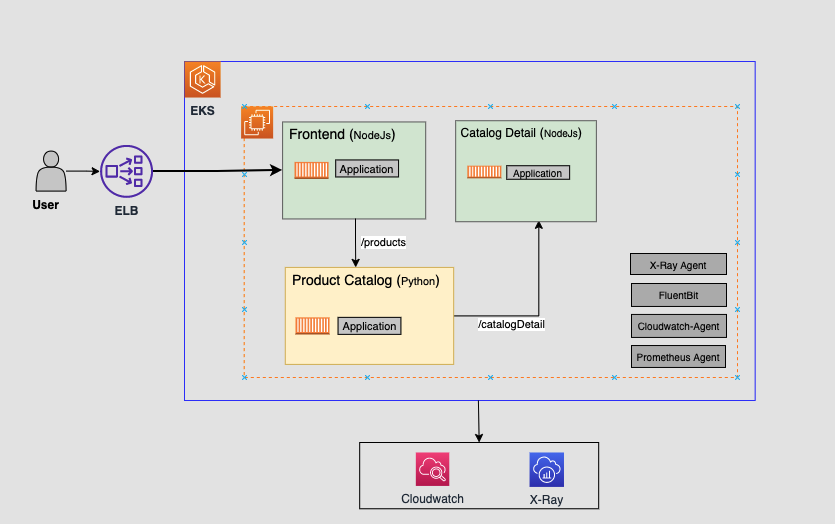 EKS
Frontend (NodeJs)
Application
Catalog Detail (NodeJs)
Application
User
ELB
/products
Product Catalog (Python)
Application
/catalogDetail
X-Ray Agent
FluentBit
Cloudwatch-Agent
Prometheus Agent
Cloudwatch
X-Ray